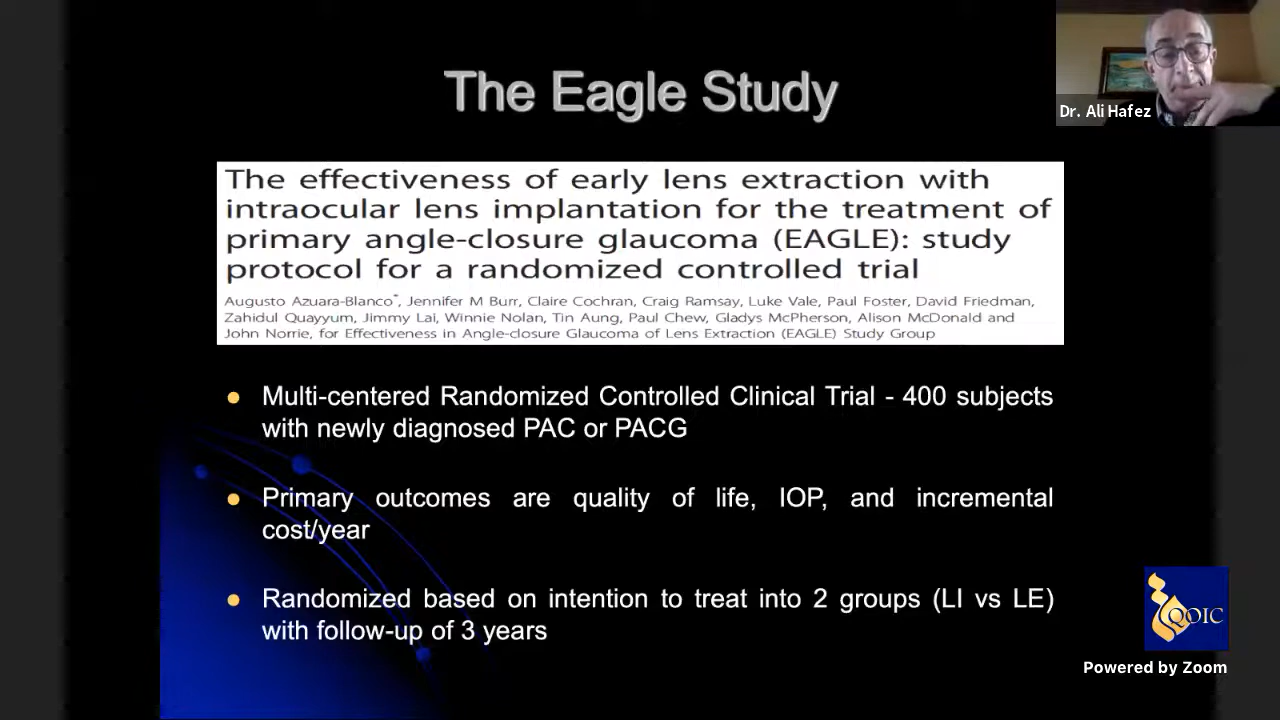 The Eagle Study
Dr. Ali Hafez
The effectiveness of early lens extraction with
intraocular lens implantation for the treatment of
primary angle-closure glaucoma (EAGLE): study
protocol for a randomized controlled trial
Augusto Azuara-Blanco*, Jennifer M Burr, Claire Cochran, Craig Ramsay, Luke Vale, Paul Foster, David Friedman,
Zahidul Quayyum, Jimmy Lai, Winnie Nolan, Tin Aung, Paul Chew, Gladys McPherson, Alison McDonald and
John Norrie, for Effectiveness in Angle-closure Glaucoma of Lens Extraction (EAGLE) Study Group
● Multi-centered Randomized Controlled Clinical Trial - 400 subjects
with newly diagnosed PAC or PACG
● Primary outcomes are quality of life, IOP, and incremental
cost/year
● Randomized based on intention to treat into 2 groups (LI vs LE)
with follow-up of 3 years
QOIC
Powered by Zoom